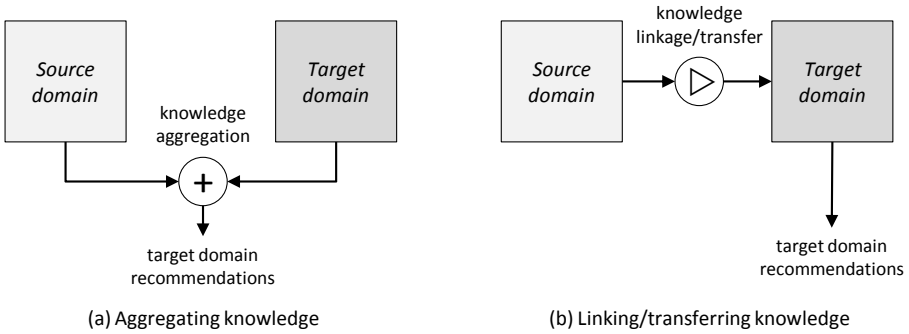 Source
domain
Target
domain
knowledge
aggregation
+
target domain
recommendations
(a) Aggregating knowledge
knowledge
linkage/transfer
Source
domain
Target
domain
target domain
recommendations
(b) Linking/transferring knowledge